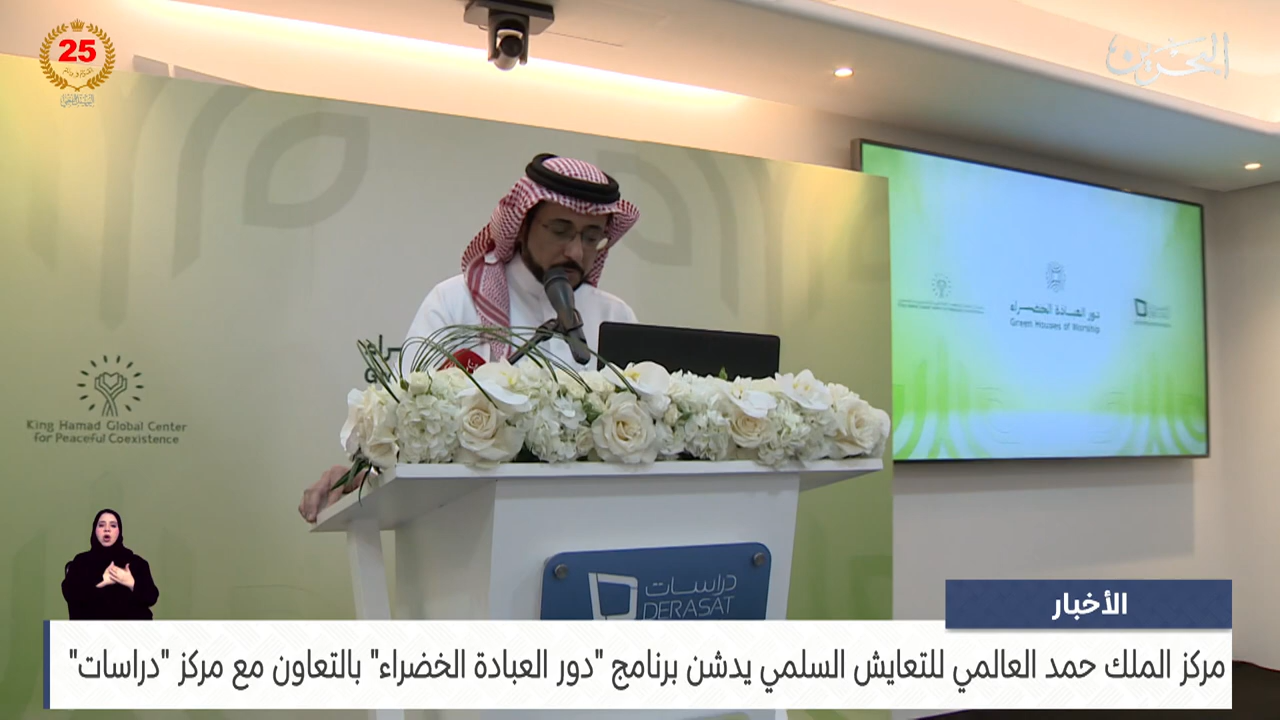 25
البحرين
King Hamad Global Center
for Peaceful Coexistence
دور العبادة الخضراء
Green Houses of Worship
دراسات
DERASAT
الأخبار
مركز الملك حمد العالمي للتعايش السلمي يدشن برنامج "دور العبادة الخضراء" بالتعاون مع مركز "دراسات"